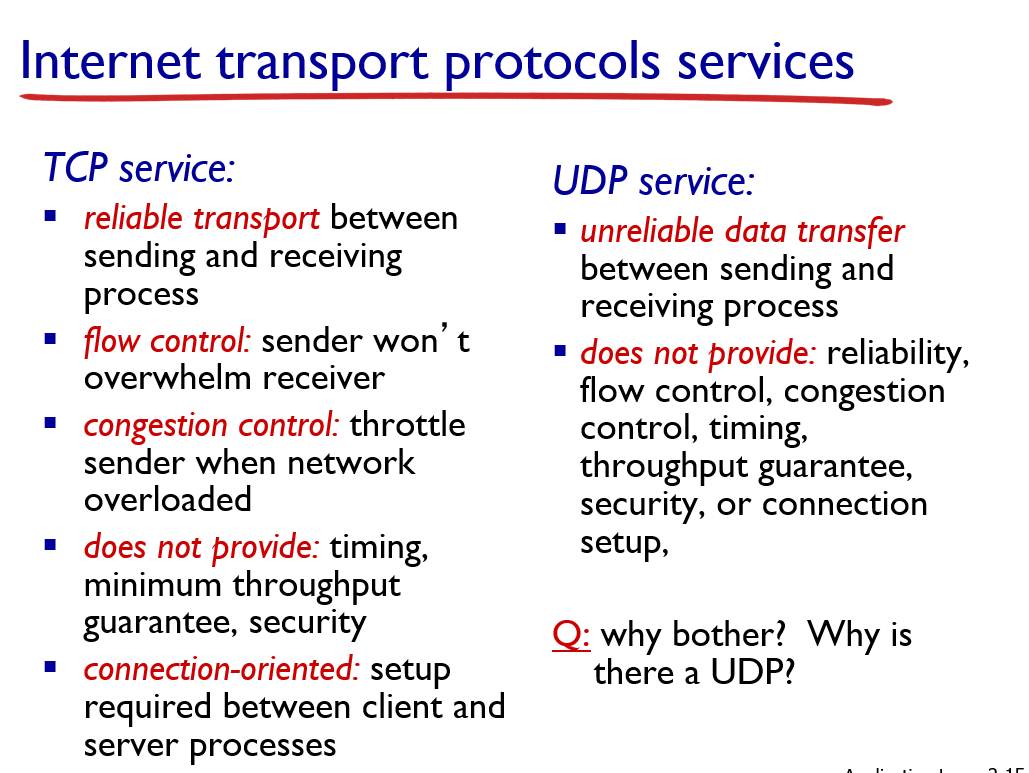 Internet transport protocols services
TCP service:
▪ reliable transport between
sending and receiving
process
▪ flow control: sender won’ t
overwhelm receiver
▪ congestion control: throttle
sender when network
overloaded
▪ does not provide: timing,
minimum throughput
guarantee, security
▪ connection-oriented: setup
required between client and
server processes
UDP service:
▪ unreliable data transfer
between sending and
receiving process
▪ does not provide: reliability,
flow control, congestion
control, timing,
throughput guarantee,
security, or connection
setup,
Q: why bother? Why is
there a UDP?